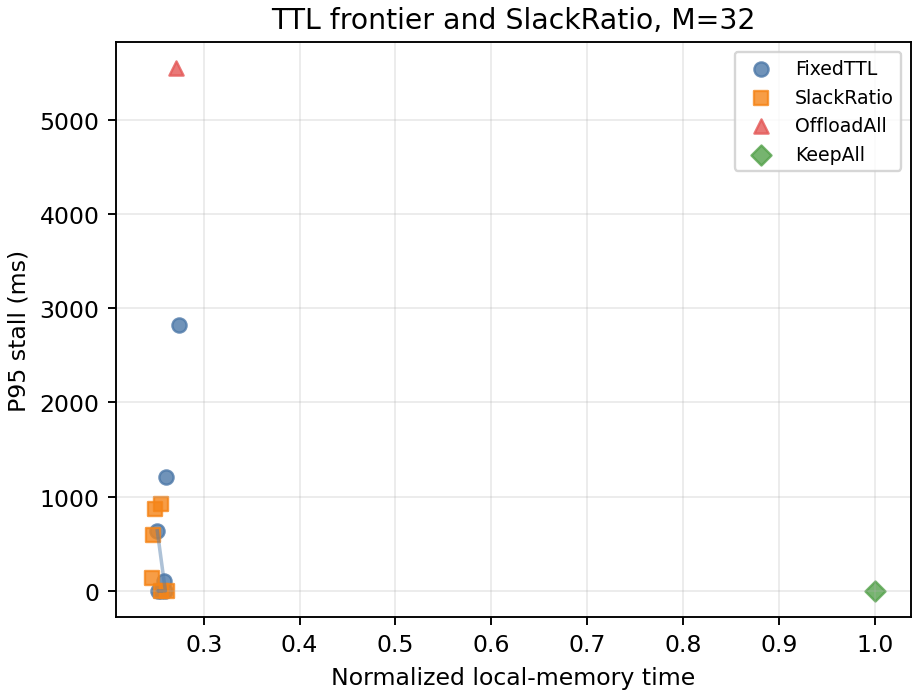 TTL frontier and SlackRatio, M=32
FixedTTL
SlackRatio
OffloadAll
KeepAll
P95 stall (ms)
5000
4000
3000
2000
1000
0
0.3 0.4 0.5 0.6 0.7 0.8 0.9 1.0
Normalized local-memory time